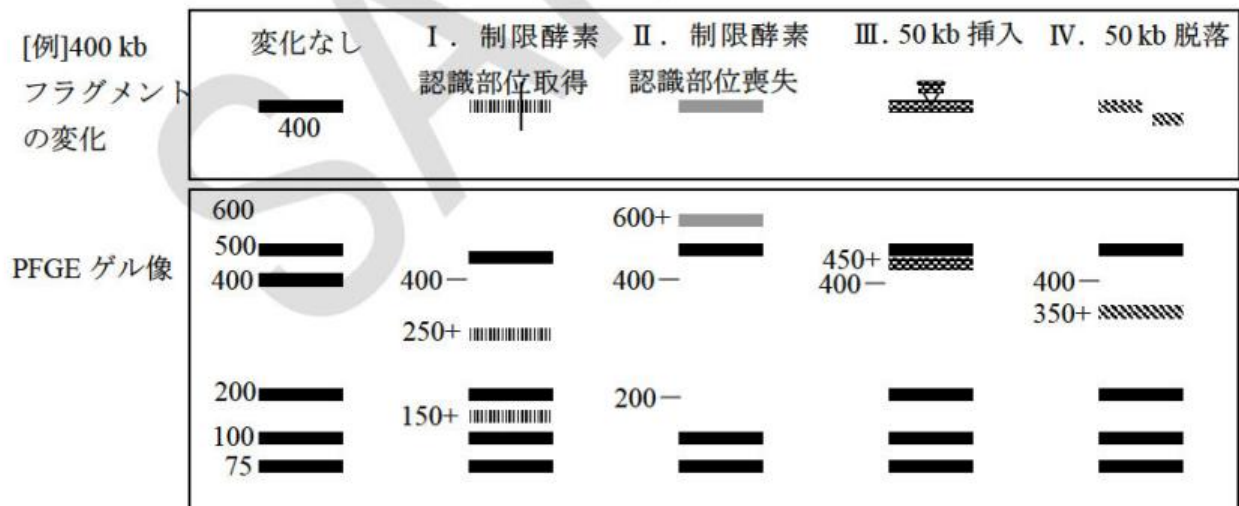 [例]400 kb
フラグメント
の変化
変化なし
400
Ⅰ．制限酵素
認識部位取得
Ⅱ．制限酵素
認識部位喪失
Ⅲ. 50 kb 挿入
Ⅳ. 50 kb 脱落
PFGE ゲル像
600
500
400
200
100
75
400
250+
150+
600+
400
200
450+
400
400
350+